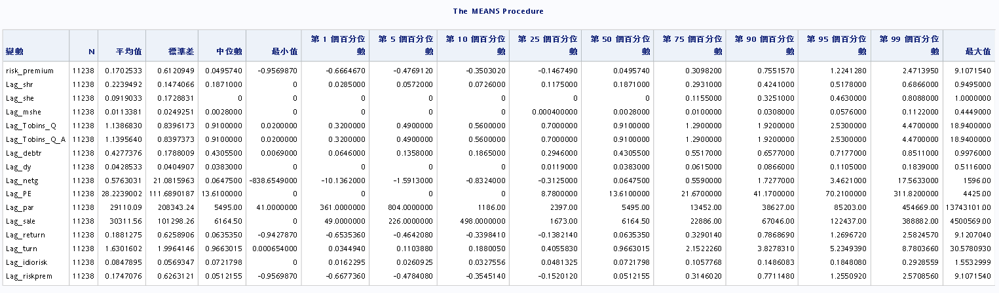 The MEANS Procedure
變數 N 平均值 標準差 中位數 最小值 第 1 個百分位數 第 5 個百分位數 第 10 個百分位數 第 25 個百分位數 第 50 個百分位數 第 75 個百分位數 第 90 個百分位數 第 95 個百分位數 第 99 個百分位數 最大值
risk_premium 11238 0.1702533 0.6120949 0.0495740 -0.9569870 -0.6664670 -0.4769120 -0.3503020 -0.1467490 0.0495740 0.3098200 0.7551570 1.2241280 2.4713950 9.1071540
Lag_shr 11238 0.2239492 0.1474066 0.1871000 0 0.0285000 0.0572000 0.0726000 0.1175000 0.1871000 0.2931000 0.4241000 0.5178000 0.6866000 0.9495000
Lag_she 11238 0.0919033 0.1728831 0 0 0 0 0 0 0 0.1155000 0.3251000 0.4630000 0.8088000 1.0000000
Lag_mshe 11238 0.0113381 0.0249251 0.0028000 0 0 0 0 0.000400000 0.0028000 0.0100000 0.0308000 0.0576000 0.1122000 0.4449000
Lag_Tobins_Q 11238 1.1386830 0.8396173 0.9100000 0.0200000 0.3200000 0.4900000 0.5600000 0.7000000 0.9100000 1.2900000 1.9200000 2.5300000 4.4700000 18.9400000
Lag_Tobins_Q_A 11238 1.1395640 0.8397373 0.9100000 0.0200000 0.3200000 0.4900000 0.5600000 0.7000000 0.9100000 1.2900000 1.9200000 2.5300000 4.4700000 18.9400000
Lag_debtr 11238 0.4277376 0.1788009 0.4305500 0.0069000 0.0646000 0.1358000 0.1865000 0.2946000 0.4305500 0.5517000 0.6577000 0.7177000 0.8511000 0.9976000
Lag_dy 11238 0.0428533 0.0404907 0.0383000 0 0 0 0 0.0119000 0.0383000 0.0615000 0.0866000 0.1105000 0.1839000 0.5116000
Lag_netg 11238 0.5763031 21.0815963 0.0647500 -838.6549000 -10.1362000 -1.5913000 -0.8324000 -0.3125000 0.0647500 0.5590000 1.7277000 3.4621000 17.5633000 1596.00
Lag_PE 11238 28.2239002 111.6890187 13.6100000 0 0 0 0 8.7800000 13.6100000 21.6700000 41.1700000 70.2100000 311.8200000 4425.00
Lag_par 11238 29110.09 208343.24 5495.00 41.0000000 361.0000000 804.0000000 1186.00 2397.00 5495.00 13452.00 38627.00 85203.00 454669.00 13743101.00
Lag_sale 11238 30311.56 101298.26 6164.50 0 49.0000000 226.0000000 498.0000000 1673.00 6164.50 22886.00 67046.00 122437.00 388882.00 4500569.00
Lag_return 11238 0.1881275 0.6258906 0.0635350 -0.9427870 -0.6535360 -0.4642080 -0.3398410 -0.1382140 0.0635350 0.3290140 0.7868690 1.2696720 2.5824570 9.1207040
Lag_turn 11238 1.6301602 1.9964146 0.9663015 0.000654000 0.0344940 0.1103880 0.1880050 0.4055830 0.9663015 2.1522260 3.8278310 5.2349390 8.7803660 30.5780930
Lag_idiorisk 11238 0.0847895 0.0569347 0.0721798 0 0.0162295 0.0260925 0.0327556 0.0481325 0.0721798 0.1057768 0.1486083 0.1848080 0.2928559 1.5532999
Lag_riskprem 11238 0.1747076 0.6263121 0.0512155 -0.9569870 -0.6677360 -0.4784080 -0.3545140 -0.1520120 0.0512155 0.3146020 0.7711480 1.2550920 2.5708560 9.1071540